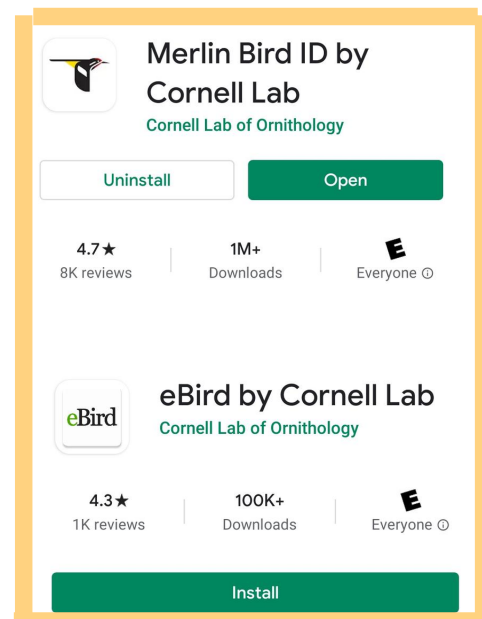 Merlin Bird ID by
Cornell Lab
Cornell Lab of Ornithology
Uninstall
Open
4.7★ 1M+ E
8K reviews Downloads Everyone ⓘ
eBird
eBird by Cornell Lab
Cornell Lab of Ornithology
4.3★ 100K+ E
1K reviews Downloads Everyone ⓘ
Install